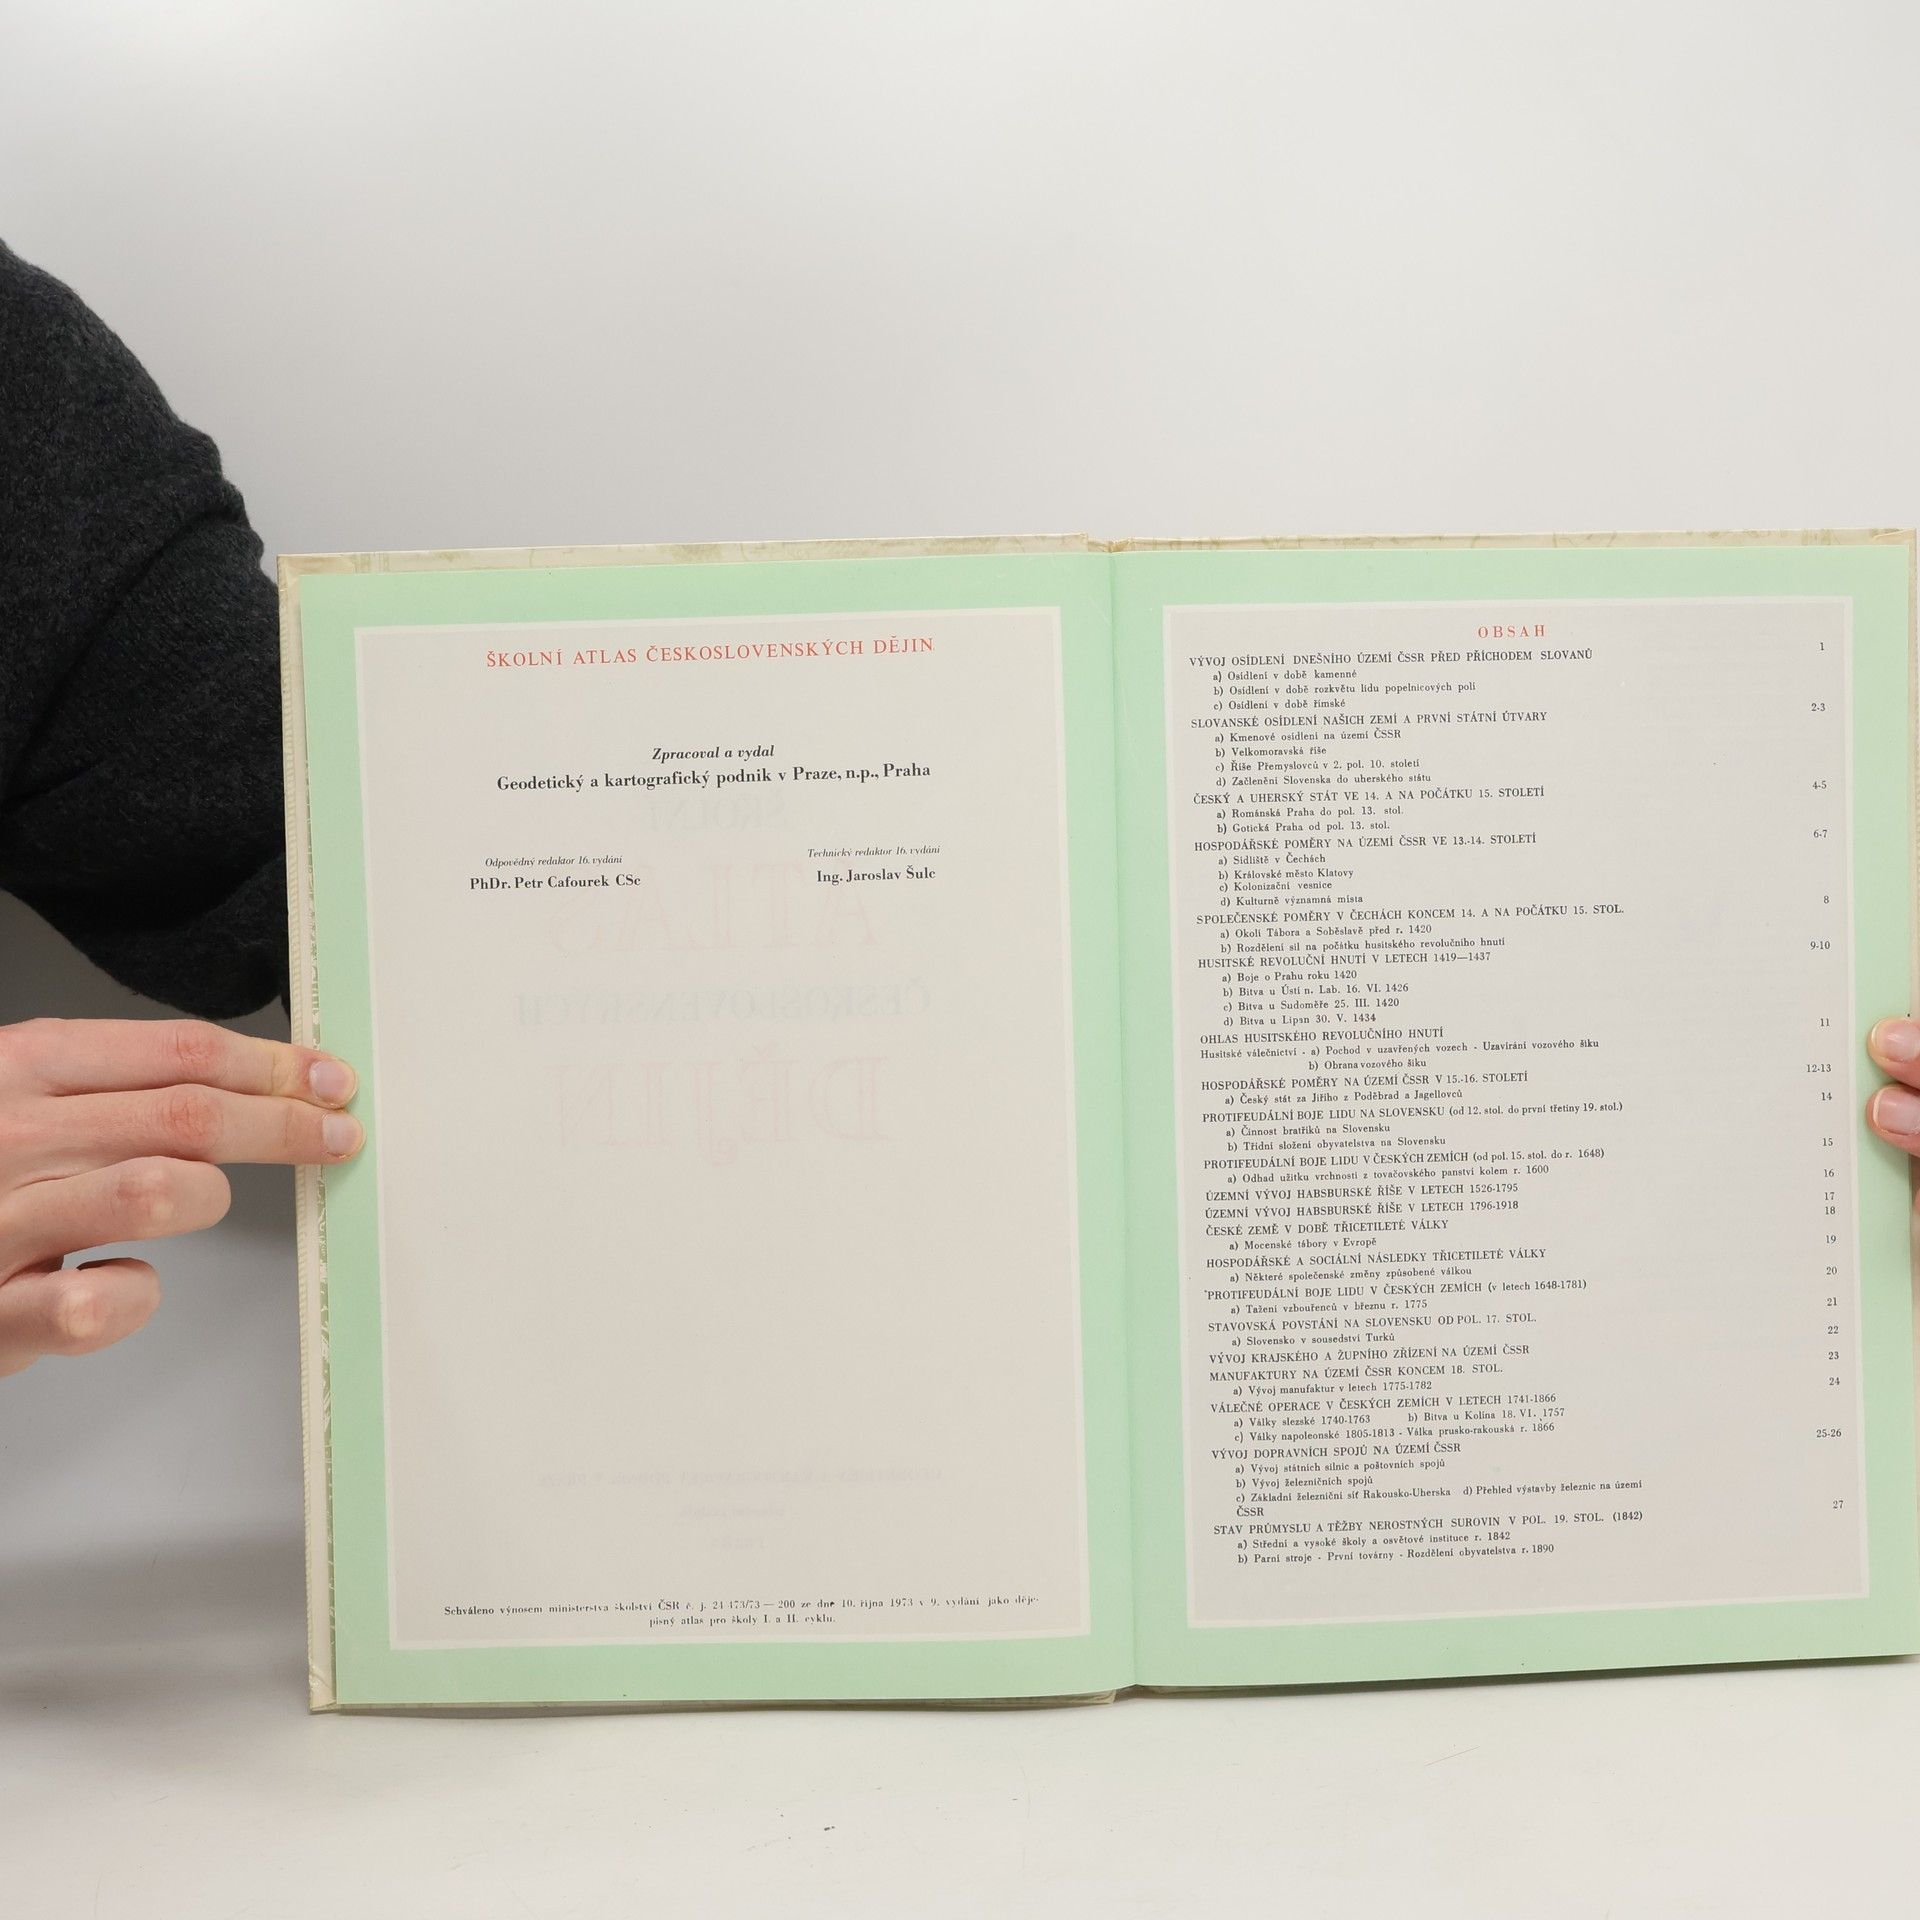 ŠKOLNÍ ATLAS ČESKOSLOVENSKÝCH DĚJIN
Zpracoval a vydal
Geodetický a kartografický podnik v Praze, n.p., Praha
Odpovědný redaktor 16. vydání
PhDr. Petr Cafourek CSc
Technický redaktor 16. vydání
Ing. Jaroslav Šulc
Schváleno výnosem ministerstva školství ČSR č. j. 24 473/73 — 200 ze dne 10. října 1973 v 9. vydání jako děje-
pisný atlas pro školy I. a II. cyklu.
OBSAH
VÝVOJ OSÍDLENÍ DNEŠNÍHO ÚZEMÍ ČSSR PŘED PŘÍCHODEM SLOVANŮ 1
a) Osídlení v době kamenné
b) Osídlení v době rozkvětu lidu popelnicových polí
c) Osídlení v době římské
SLOVANSKÉ OSÍDLENÍ NAŠICH ZEMÍ A PRVNÍ STÁTNÍ ÚTVARY 2-3
a) Kmenové osídlení na území ČSSR
b) Velkomoravská říše
c) Říše Přemyslovců v 2. pol. 10. století
d) Začlenění Slovenska do uherského státu
ČESKÝ A UHERSKÝ STÁT VE 14. A NA POČÁTKU 15. STOLETÍ 4-5
a) Románská Praha do pol. 13. stol.
b) Gotická Praha od pol. 13. stol.
HOSPODÁŘSKÉ POMĚRY NA ÚZEMÍ ČSSR VE 13.-14. STOLETÍ 6-7
a) Sídliště v Čechách
b) Královské město Klatovy
c) Kolonizační vesnice
d) Kulturně významná místa
SPOLEČENSKÉ POMĚRY V ČECHÁCH KONCEM 14. A NA POČÁTKU 15. STOL. 8
a) Okolí Tábora a Soběslavě před r. 1420
b) Rozdělení sil na počátku husitského revolučního hnutí
HUSITSKÉ REVOLUČNÍ HNUTÍ V LETECH 1419—1437 9-10
a) Boje o Prahu roku 1420
b) Bitva u Ústí n. Lab. 16. VI. 1426
c) Bitva u Sudoměře 25. III. 1420
d) Bitva u Lipan 30. V. 1434
OHLAS HUSITSKÉHO REVOLUČNÍHO HNUTÍ 11
Husitské válečnictví - a) Pochod v uzavřených vozech - Uzavírání vozového šiku
b) Obrana vozového šiku
HOSPODÁŘSKÉ POMĚRY NA ÚZEMÍ ČSSR V 15.-16. STOLETÍ 12-13
a) Český stát za Jiřího z Poděbrad a Jagellovců
PROTIFEUDÁLNÍ BOJE LIDU NA SLOVENSKU (od 12. stol. do první třetiny 19. stol.) 14
a) Činnost bratříků na Slovensku
b) Třídní složení obyvatelstva na Slovensku
PROTIFEUDÁLNÍ BOJE LIDU V ČESKÝCH ZEMÍCH (od pol. 15. stol. do r. 1648) 15
a) Odhad užitku vrchnosti z tovačovského panství kolem r. 1600
ÚZEMNÍ VÝVOJ HABSBURSKÉ ŘÍŠE V LETECH 1526-1795 16
ÚZEMNÍ VÝVOJ HABSBURSKÉ ŘÍŠE V LETECH 1796-1918 17
ČESKÉ ZEMĚ V DOBĚ TŘICETILETÉ VÁLKY 18
a) Mocenské tábory v Evropě
HOSPODÁŘSKÉ A SOCIÁLNÍ NÁSLEDKY TŘICETILETÉ VÁLKY 19
a) Některé společenské změny způsobené válkou
PROTIFEUDÁLNÍ BOJE LIDU V ČESKÝCH ZEMÍCH (v letech 1648-1781) 20
a) Tažení vzbouřenců v březnu r. 1775
STAVOVSKÁ POVSTÁNÍ NA SLOVENSKU OD POL. 17. STOL. 21
a) Slovensko v sousedství Turků
VÝVOJ KRAJSKÉHO A ŽUPNÍHO ZŘÍZENÍ NA ÚZEMÍ ČSSR 22
MANUFAKTURY NA ÚZEMÍ ČSSR KONCEM 18. STOL. 23
a) Vývoj manufaktur v letech 1775-1782
VÁLEČNÉ OPERACE V ČESKÝCH ZEMÍCH V LETECH 1741-1866 24
a) Války slezské 1740-1763 b) Bitva u Kolína 18. VI. 1757
c) Války napoleonské 1805-1813 - Válka prusko-rakouská r. 1866
VÝVOJ DOPRAVNÍCH SPOJŮ NA ÚZEMÍ ČSSR 25-26
a) Vývoj státních silnic a poštovních spojů
b) Vývoj železničních spojů
c) Základní železniční síť Rakousko-Uherska d) Přehled výstavby železnic na území
ČSSR
STAV PRŮMYSLU A TĚŽBY NEROSTNÝCH SUROVIN V POL. 19. STOL. (1842) 27
a) Střední a vysoké školy a osvětové instituce r. 1842
b) Parní stroje - První továrny - Rozdělení obyvatelstva r. 1890